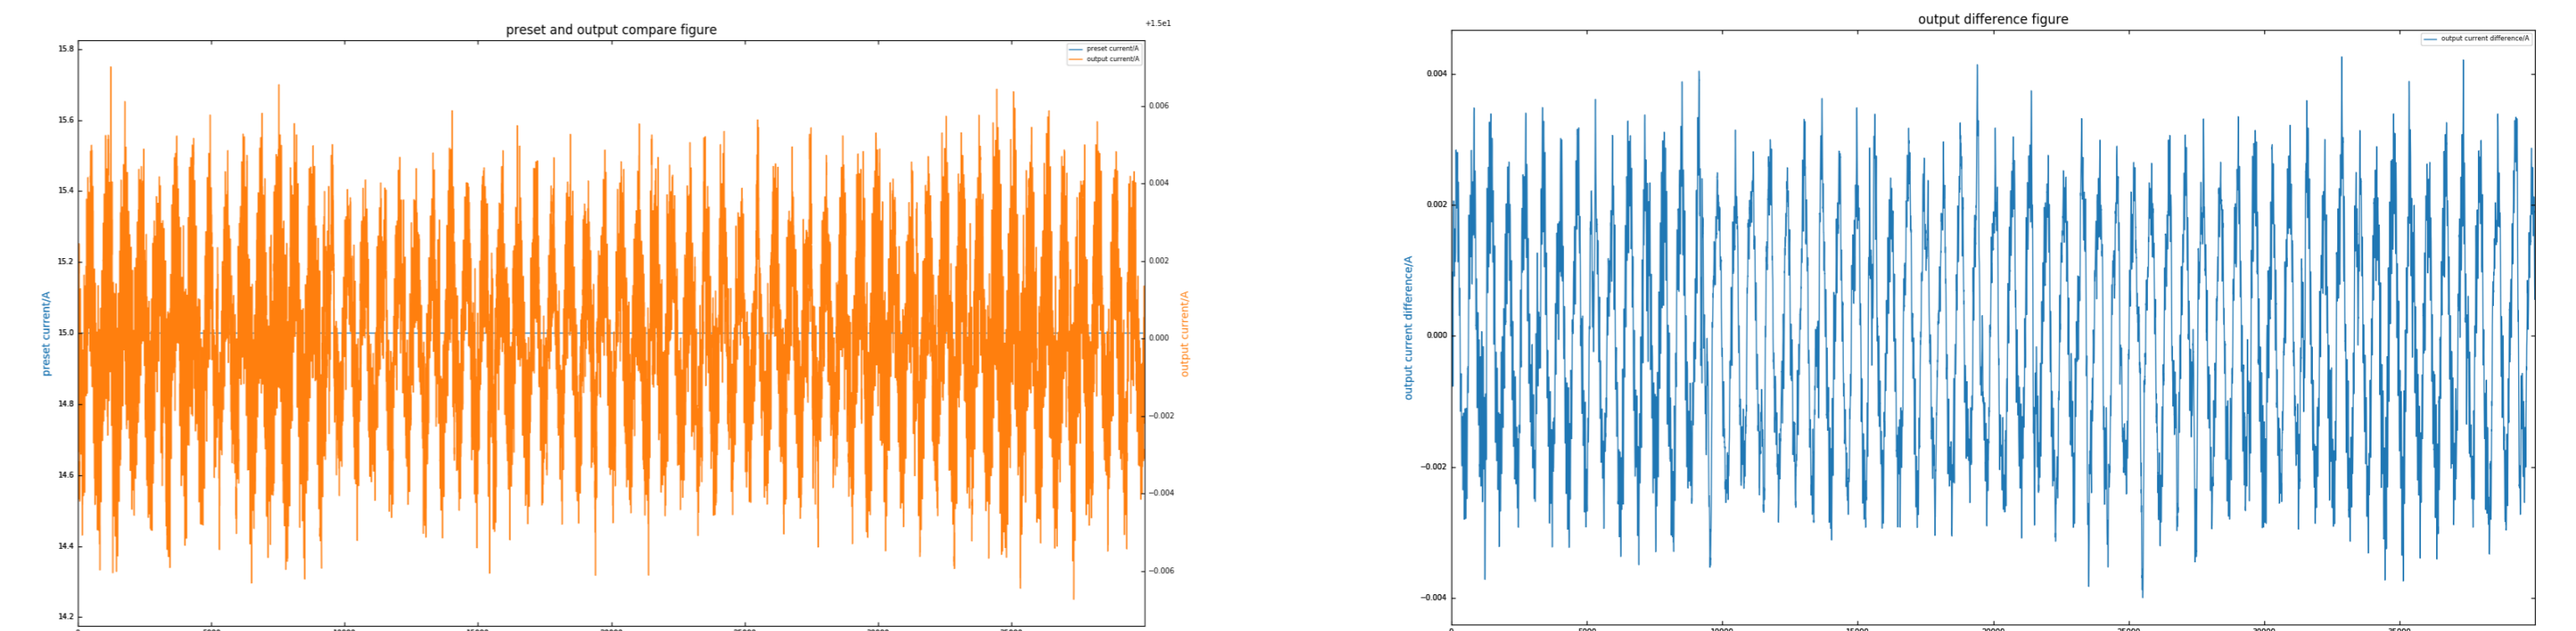 preset and output compare figure
+1.5e1
preset current/A
output current/A
15.8
15.6
15.4
15.2
15.0
14.8
14.6
14.4
14.2
preset current/A
0.006
0.004
0.002
0.000
−0.002
−0.004
−0.006
output current/A
output difference figure
output current difference/A
0.004
0.002
0.000
−0.002
−0.004
output current difference/A